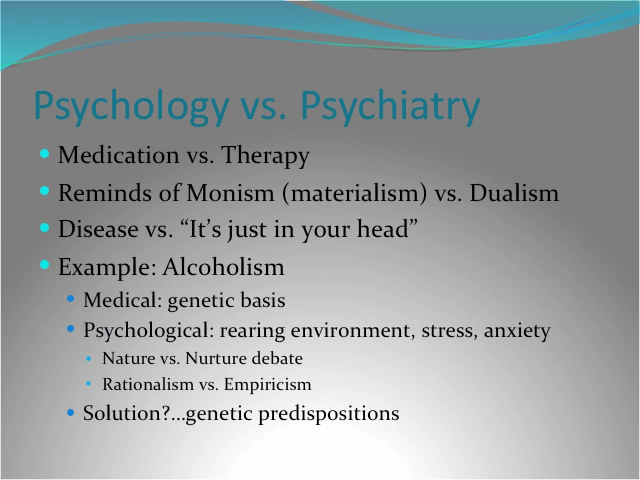 Psychology vs. Psychiatry
Medication vs. Therapy
Reminds of Monism (materialism) vs. Dualism
Disease vs. “It’s just in your head”
Example: Alcoholism
Medical: genetic basis
Psychological: rearing environment, stress, anxiety
Nature vs. Nurture debate
Rationalism vs. Empiricism
Solution?...genetic predispositions